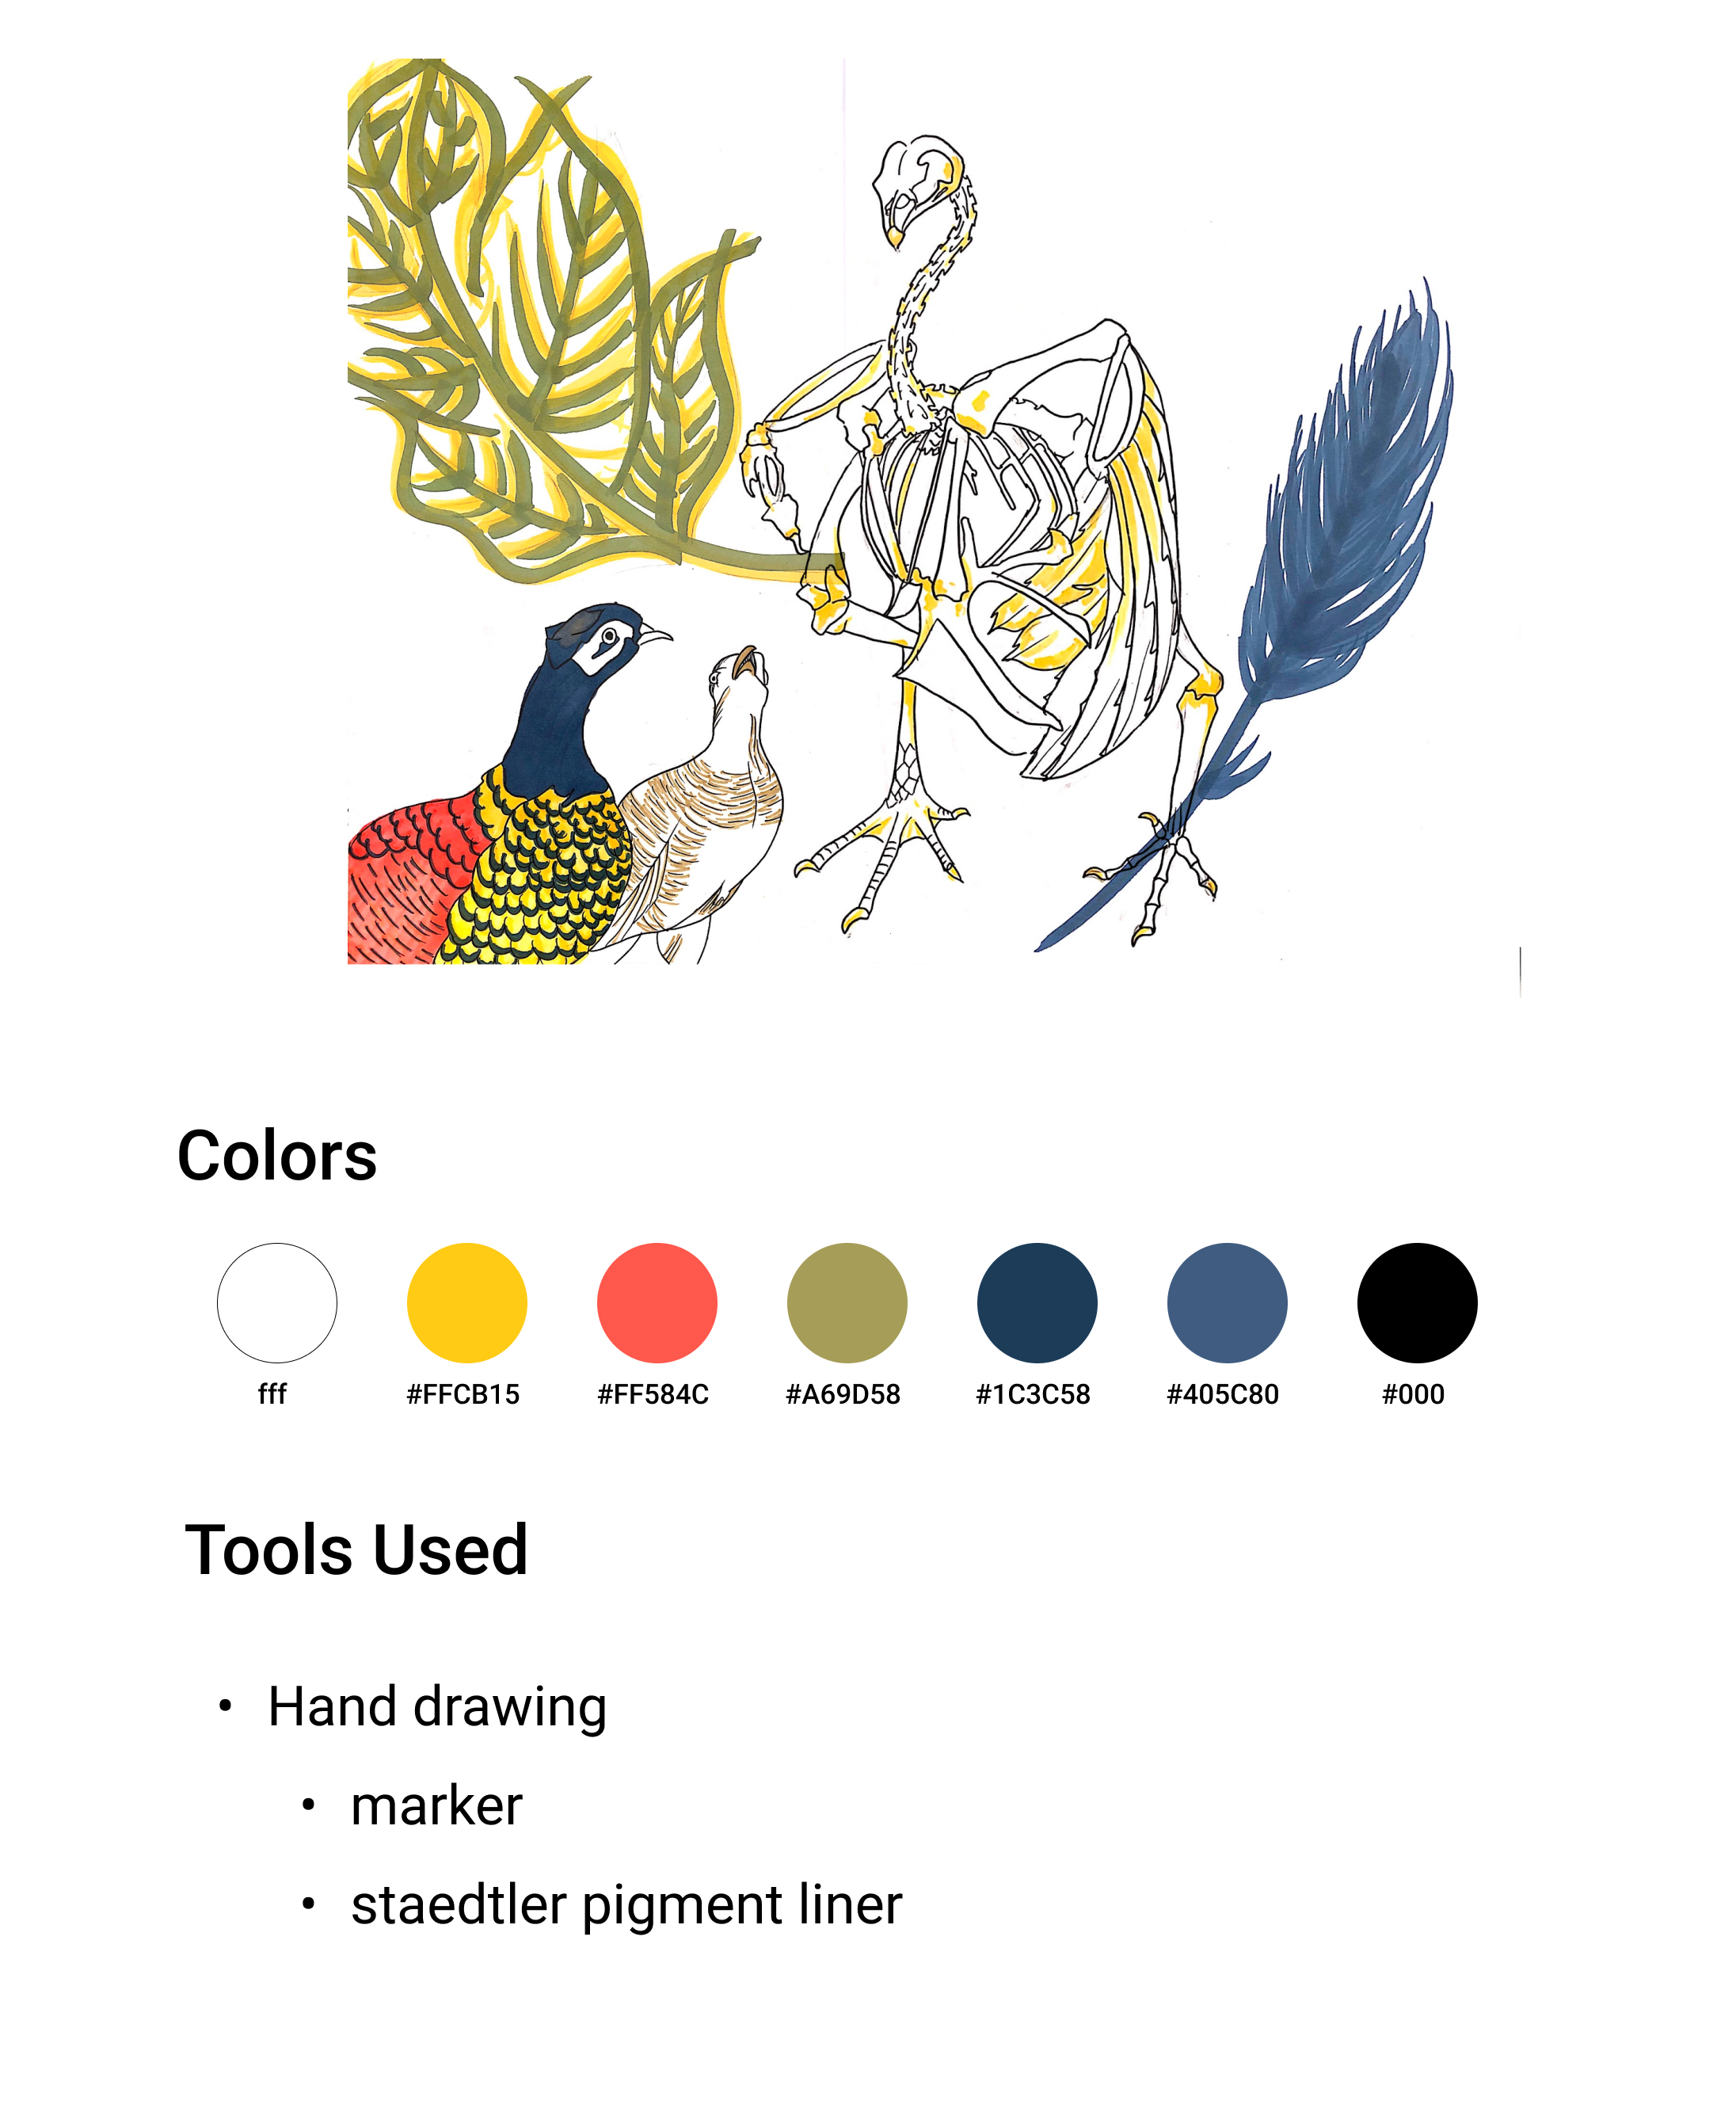 Colors
fff #FFCB15 #FF584C #A69D58 #1C3C58 #405C80 #000
Tools Used
• Hand drawing
• marker
• staedtler pigment liner